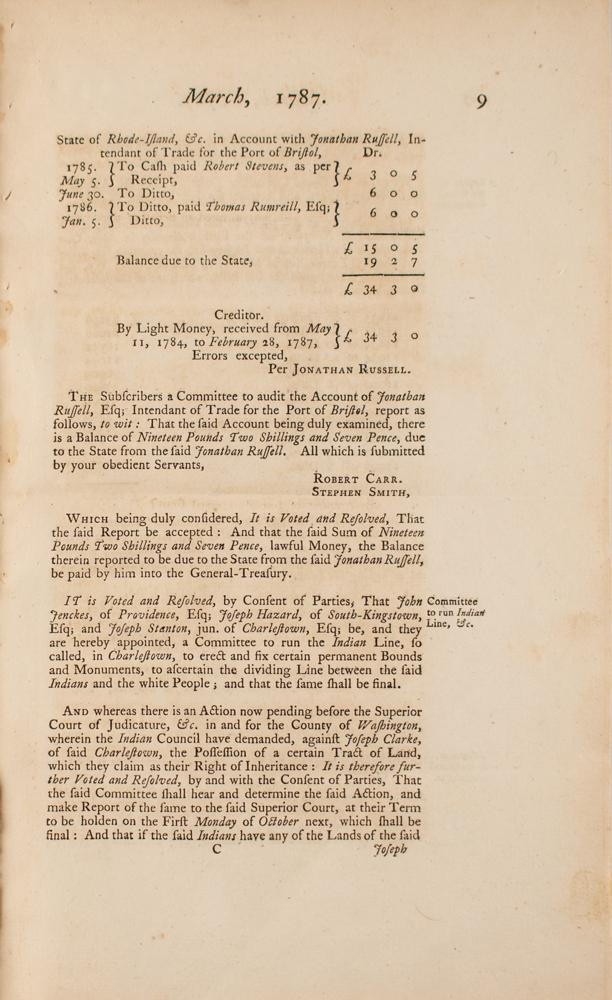 March, 1787. 9
State of Rhode-Iſland, &c. in Account with Jonathan Ruſſell, In-
tendant of Trade for the Port of Briſtol, Dr.
1785. } To Caſh paid Robert Stevens, as per }
May 5. } Receipt, } £ 3 0 5
June 30. To Ditto, 6 0 0
1786. } To Ditto, paid Thomas Rumreill, Eſq; }
Jan. 5. } Ditto, } 6 0 0
£ 15 0 5
Balance due to the State, 19 2 7
£ 34 3 0
Creditor.
By Light Money, received from May }
11, 1784, to February 28, 1787, } £ 34 3 0
Errors excepted,
Per JONATHAN RUSSELL.
THE Subſcribers a Committee to audit the Account of Jonathan
Ruſſell, Eſq; Intendant of Trade for the Port of Briſtol, report as
follows, to wit: That the ſaid Account being duly examined, there
is a Balance of Nineteen Pounds Two Shillings and Seven Pence, due
to the State from the ſaid Jonathan Ruſſell. All which is ſubmitted
by your obedient Servants,
ROBERT CARR.
STEPHEN SMITH,
WHICH being duly conſidered, It is Voted and Reſolved, That
the ſaid Report be accepted: And that the ſaid Sum of Nineteen
Pounds Two Shillings and Seven Pence, lawful Money, the Balance
therein reported to be due to the State from the ſaid Jonathan Ruſſell,
be paid by him into the General-Treaſury.
IT is Voted and Reſolved, by Conſent of Parties, That John
Jenckes, of Providence, Eſq; Joſeph Hazard, of South-Kingstown,
Eſq; and Joſeph Stanton, jun. of Charleſtown, Eſq; be, and they
are hereby appointed, a Committee to run the Indian Line, ſo
called, in Charleſtown, to erect and fix certain permanent Bounds
and Monuments, to aſcertain the dividing Line between the ſaid
Indians and the white People; and that the ſame ſhall be final.
Committee
to run Indian
Line, &c.
AND whereas there is an Action now pending before the Superior
Court of Judicature, &c. in and for the County of Waſhington,
wherein the Indian Council have demanded, againſt Joſeph Clarke,
of ſaid Charleſtown, the Poſſeſſion of a certain Tract of Land,
which they claim as their Right of Inheritance: It is therefore fur-
ther Voted and Reſolved, by and with the Conſent of Parties, That
the ſaid Committee ſhall hear and determine the ſaid Action, and
make Report of the ſame to the ſaid Superior Court, at their Term
to be holden on the Firſt Monday of October next, which ſhall be
final: And that if the ſaid Indians have any of the Lands of the ſaid
C Joſeph